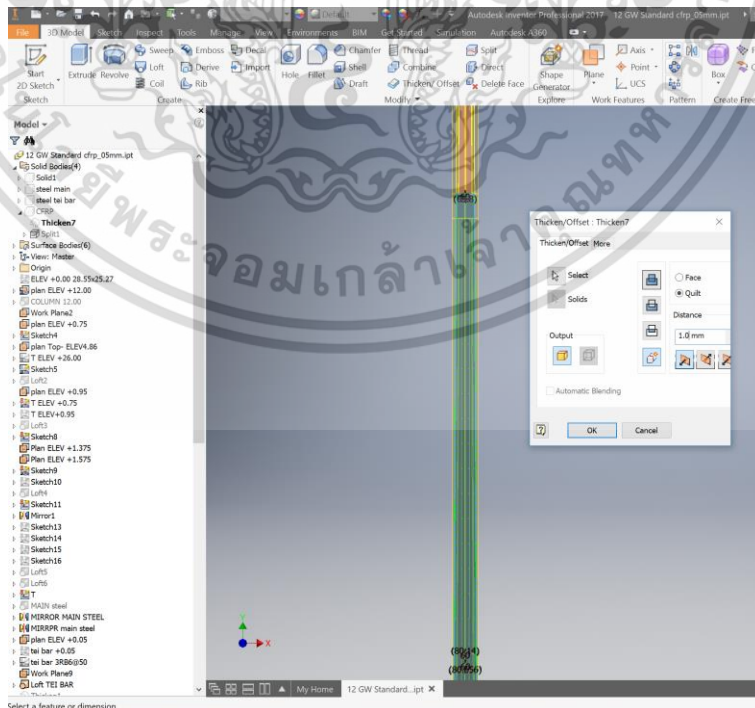 Default
Autodesk Inventor Professional 2017 12 GW Standard cfrp_05mm.ipt
File 3D Model Sketch Inspect Tools Manage View Environments BIM Get Started Simulation Autodesk A360
Start
2D Sketch
Extrude Revolve
Sweep Emboss Decal
Loft Derive Import
Coil Rib
Hole Fillet
Chamfer Thread Split
Shell Combine Direct
Draft Thicken/ Offset Delete Face
Shape
Generator
Plane
Axis
Point
UCS
Box
Sketch Create Modify Explore Work Features Pattern Create Free
Model
12 GW Standard cfrp_05mm.ipt
Solid Bodies(4)
Solid1
steel main
steel tei bar
CFRP
Thicken7
Split1
Surface Bodies(6)
View: Master
Origin
ELEV +0.00 28.55x25.27
plan ELEV +12.00
COLUMN 12.00
Work Plane2
plan ELEV +0.75
Sketch4
plan Top- ELEV4.86
T ELEV +26.00
Sketch5
Loft2
plan ELEV +0.95
T ELEV +0.75
T ELEV+0.95
Loft3
Sketch8
Plan ELEV +1.375
Plan ELEV +1.575
Sketch9
Sketch10
Loft4
Sketch11
Mirror1
Sketch13
Sketch14
Sketch15
Sketch16
Loft5
Loft6
T
MAIN steel
MIRROR MAIN STEEL
MIRRPR main steel
plan ELEV +0.05
tei bar +0.05
tei bar 3RB6@50
Work Plane9
Loft TEI BAR
Thicken/Offset : Thicken7
Thicken/Offset More
Select
Solids
Face
Quilt
Distance
1.0 mm
Output
Automatic Blending
OK Cancel
Y
X
My Home 12 GW Standard...ipt
Select a feature or dimension